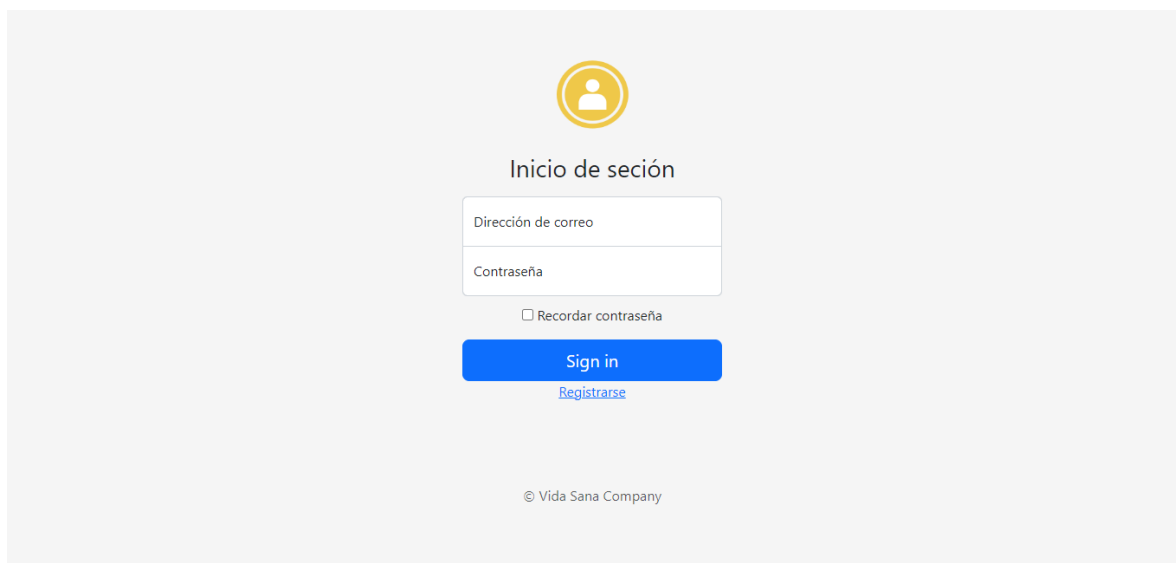 Inicio de seción
Dirección de correo
Contraseña
Recordar contraseña
Sign in
Registrarse
© Vida Sana Company